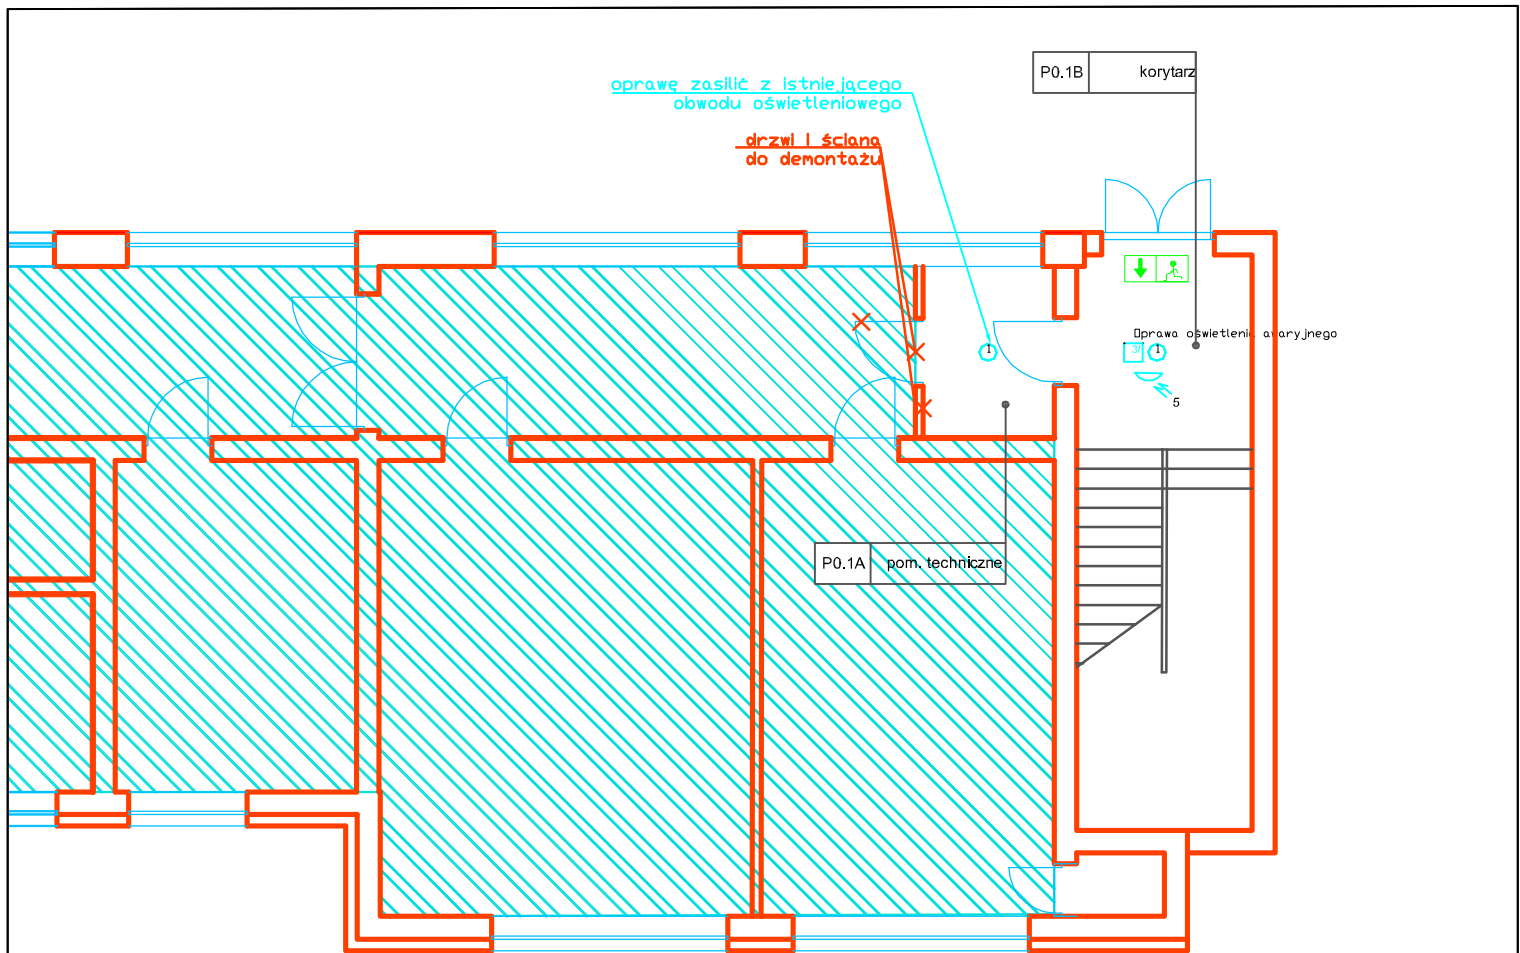 P0.1B korytarz
oprawę zasilić z istniejącego
obwodu oświetleniowego
drzwi i ściana
do demontażu
Oprawa oświetlenia awaryjnego
1
1
5
P0.1A pom. techniczne